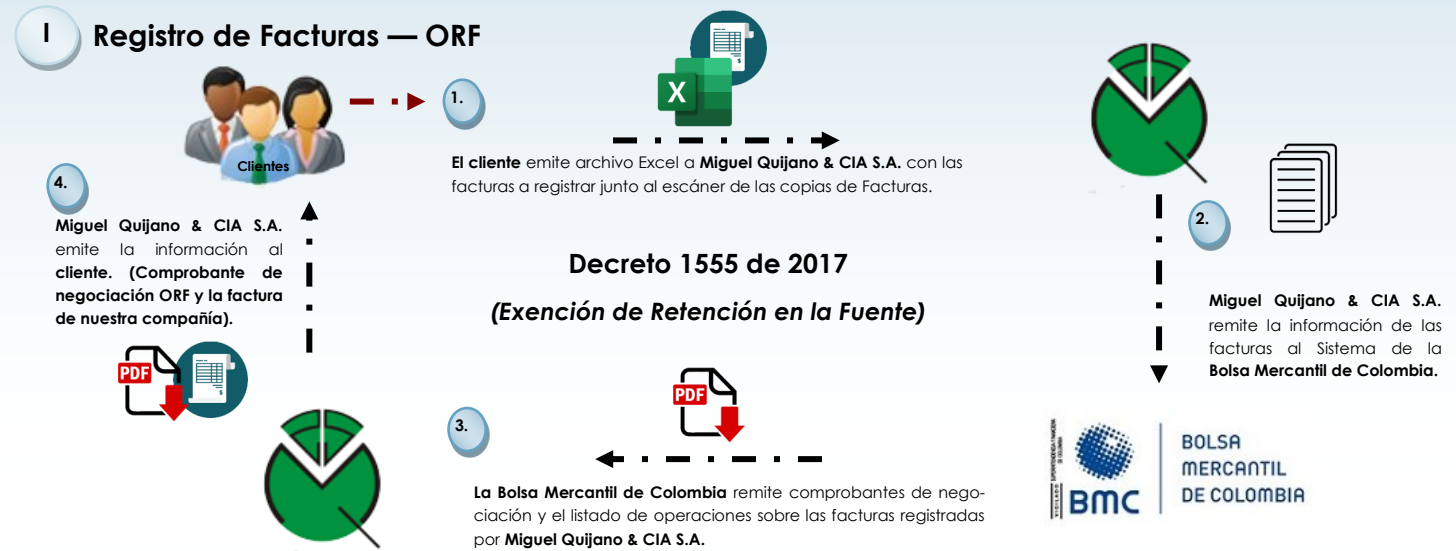 I
Registro de Facturas — ORF
Clientes
1.
X
El cliente emite archivo Excel a Miguel Quijano & CIA S.A. con las
facturas a registrar junto al escáner de las copias de Facturas.
2.
Miguel Quijano & CIA S.A.
remite la información de las
facturas al Sistema de la
Bolsa Mercantil de Colombia.
4.
Miguel Quijano & CIA S.A.
emite la información al
cliente. (Comprobante de
negociación ORF y la factura
de nuestra compañía).
Decreto 1555 de 2017
(Exención de Retención en la Fuente)
PDF
PDF
3.
La Bolsa Mercantil de Colombia remite comprobantes de nego-
ciación y el listado de operaciones sobre las facturas registradas
por Miguel Quijano & CIA S.A.
VIGILADO
BMC
BOLSA
MERCANTIL
DE COLOMBIA